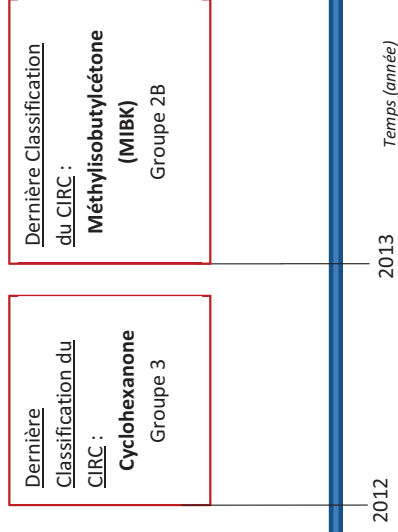 Dernière
Classification du
CIRC :
Cyclohexanone
Groupe 3
Dernière Classification
du CIRC :
Méthylisobutylcétone
(MIBK)
Groupe 2B
2012
2013
Temps (année)